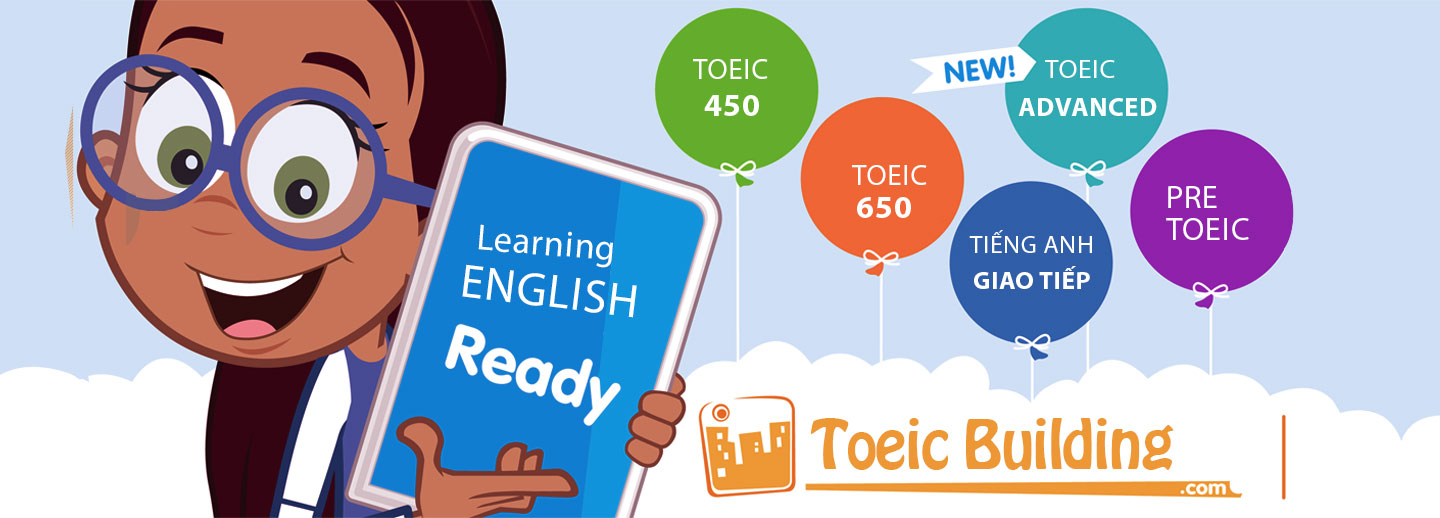 Learning
ENGLISH
Ready
TOEIC
450
TOEIC
650
NEW!
TOEIC
ADVANCED
TIẾNG ANH
GIAO TIẾP
PRE
TOEIC
Toeic Building
.com